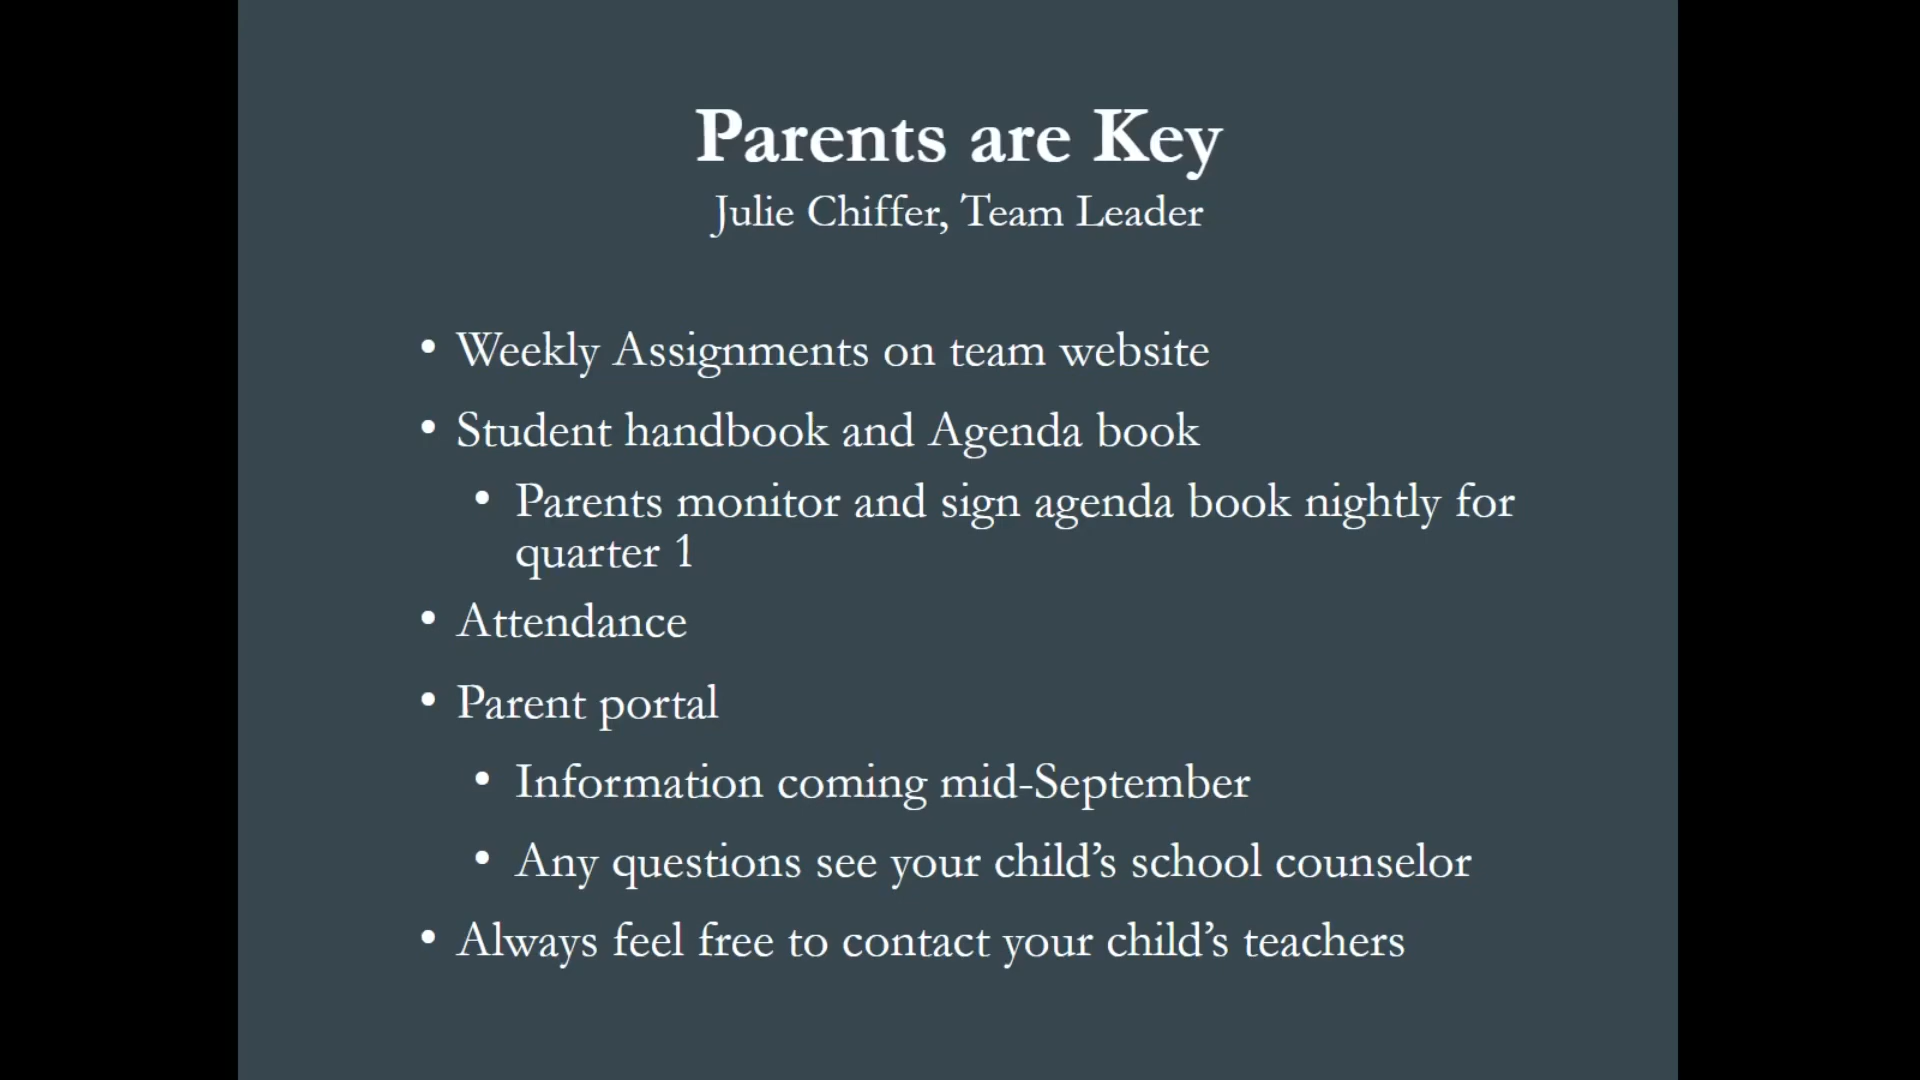 Parents are Key
Julie Chiffer, Team Leader
• Weekly Assignments on team website
• Student handbook and Agenda book
• Parents monitor and sign agenda book nightly for
quarter 1
• Attendance
• Parent portal
• Information coming mid-September
• Any questions see your child’s school counselor
• Always feel free to contact your child’s teachers